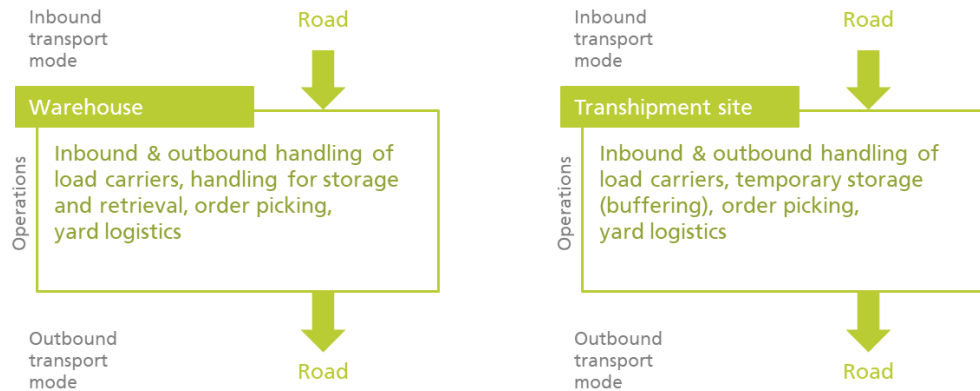 Inbound
transport
mode
Road
Warehouse
Operations
Inbound & outbound handling of
load carriers, handling for storage
and retrieval, order picking,
yard logistics
Outbound
transport
mode
Road
Inbound
transport
mode
Road
Transhipment site
Operations
Inbound & outbound handling of
load carriers, temporary storage
(buffering), order picking,
yard logistics
Outbound
transport
mode
Road